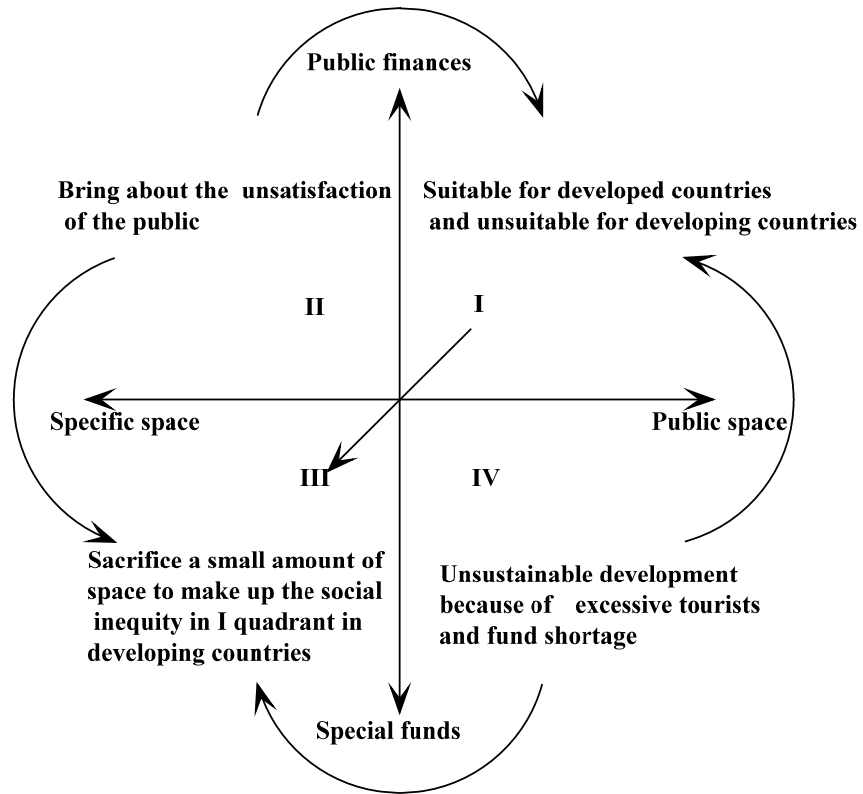 Public finances
Bring about the unsatisfaction
of the public
Suitable for developed countries
and unsuitable for developing countries
II
I
Specific space
Public space
III
IV
Sacrifice a small amount of
space to make up the social
inequity in I quadrant in
developing countries
Unsustainable development
because of excessive tourists
and fund shortage
Special funds